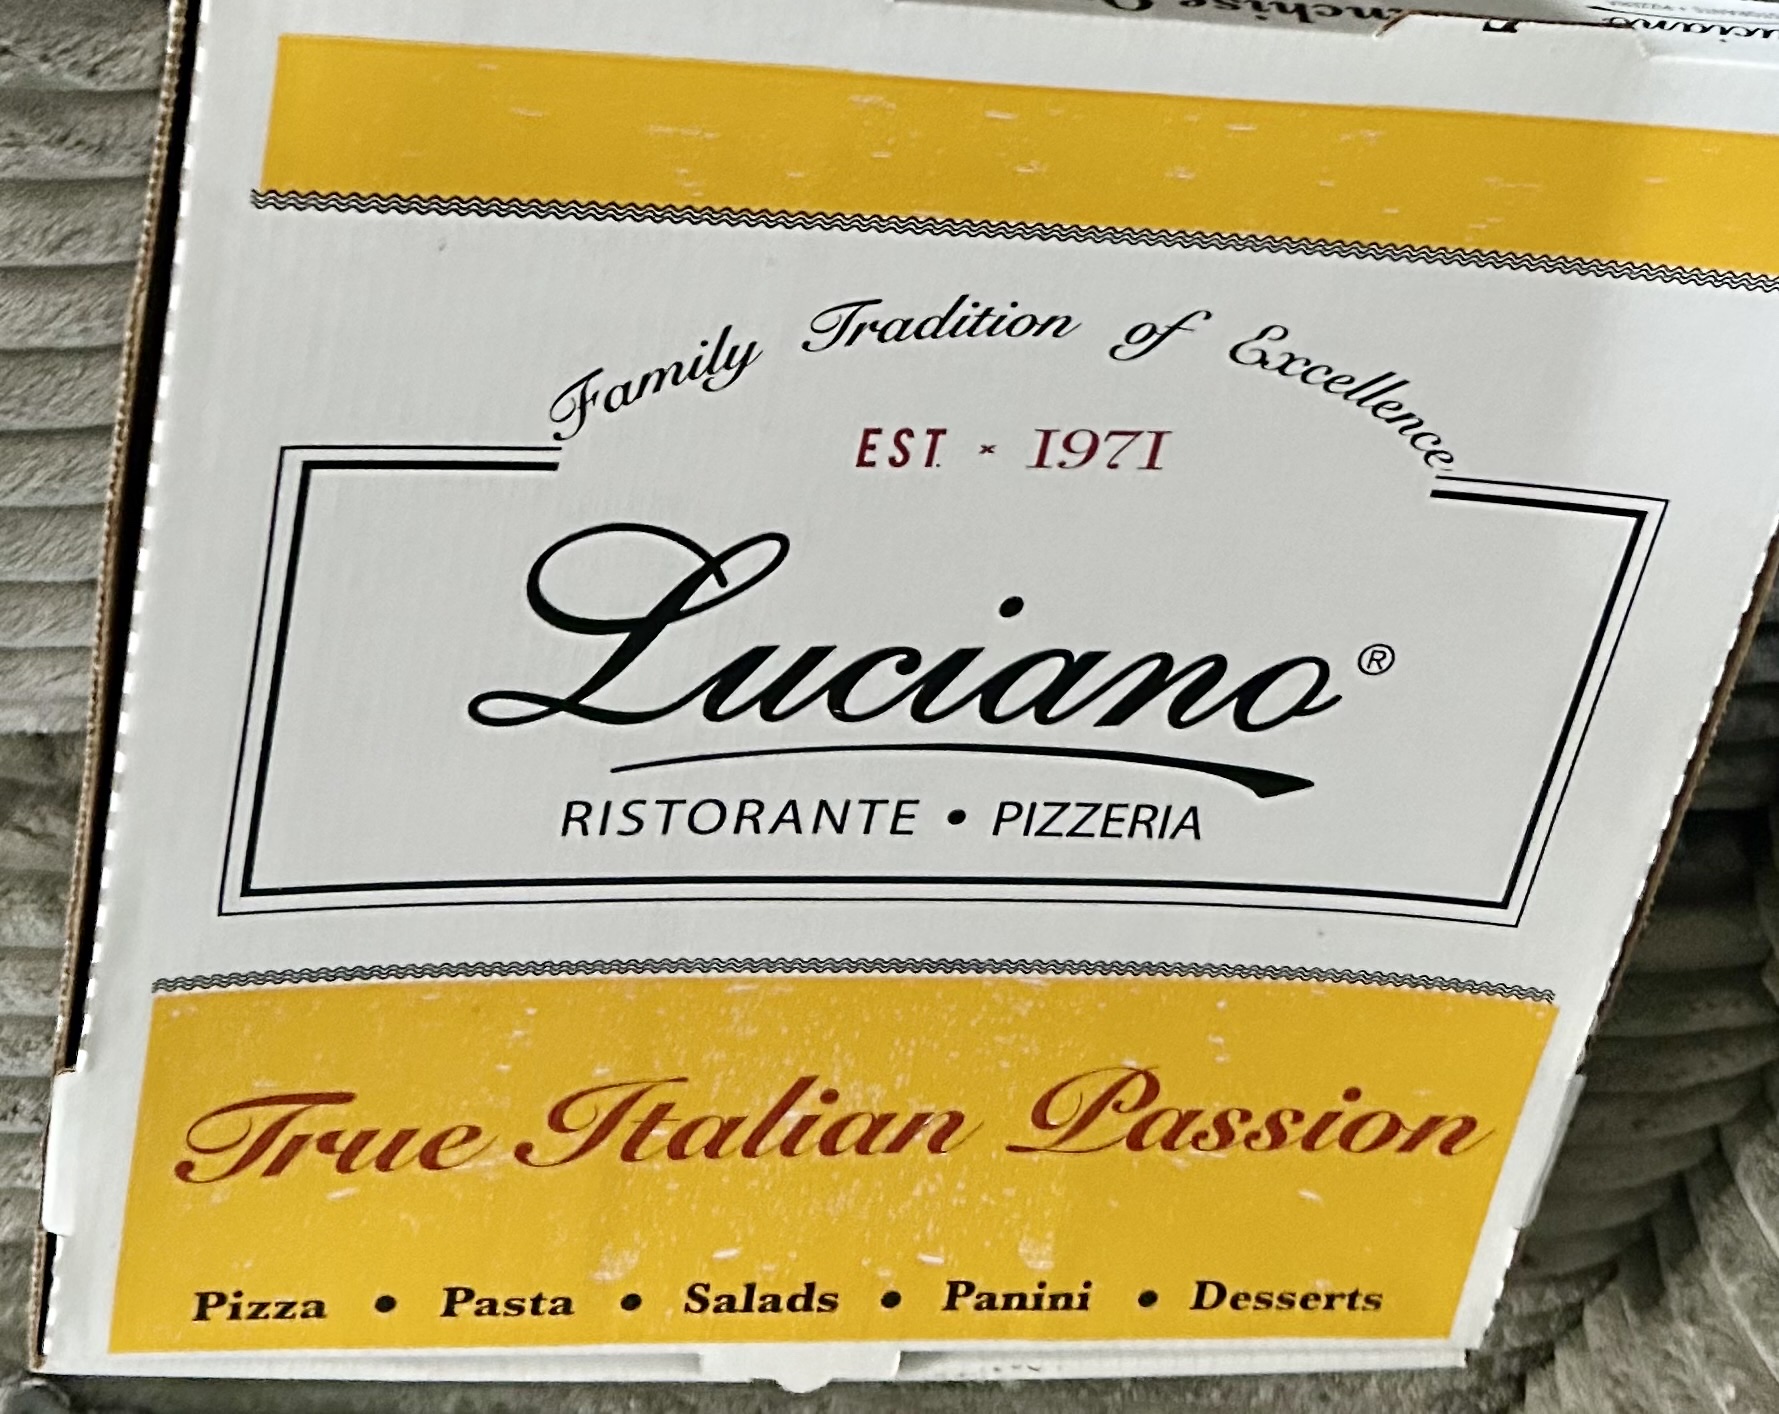 Family Tradition of Excellence
EST. × 1971
Luciano®
RISTORANTE • PIZZERIA
True Italian Passion
Pizza • Pasta • Salads • Panini • Desserts